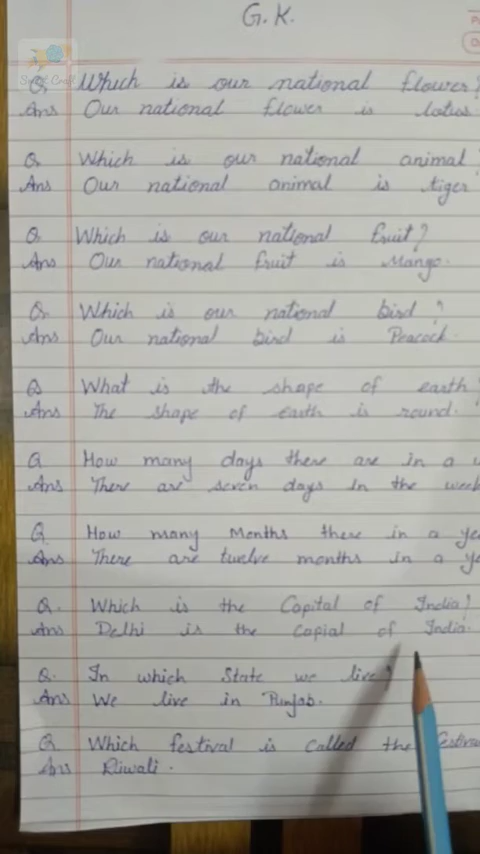 G.K.
Q. Which is our national flower?
Ans Our national flower is lotus
Q. Which is our national animal
Ans Our national animal is tiger
Q. Which is our national fruit?
Ans Our national fruit is Mango.
Q. Which is our national bird?
Ans Our national bird is Peacock.
Q What is the shape of earth?
Ans The shape of earth is round.
Q How many days there are in a
Ans There are seven days in the week
Q. How many Months there in a ye
Ans There are twelve months in a ye
Q. Which is the Capital of India?
Ans Delhi is the Copial of India.
Q. In which State we live?
Ans We live in Punjab.
Q Which festival is called the
Ans Diwali.